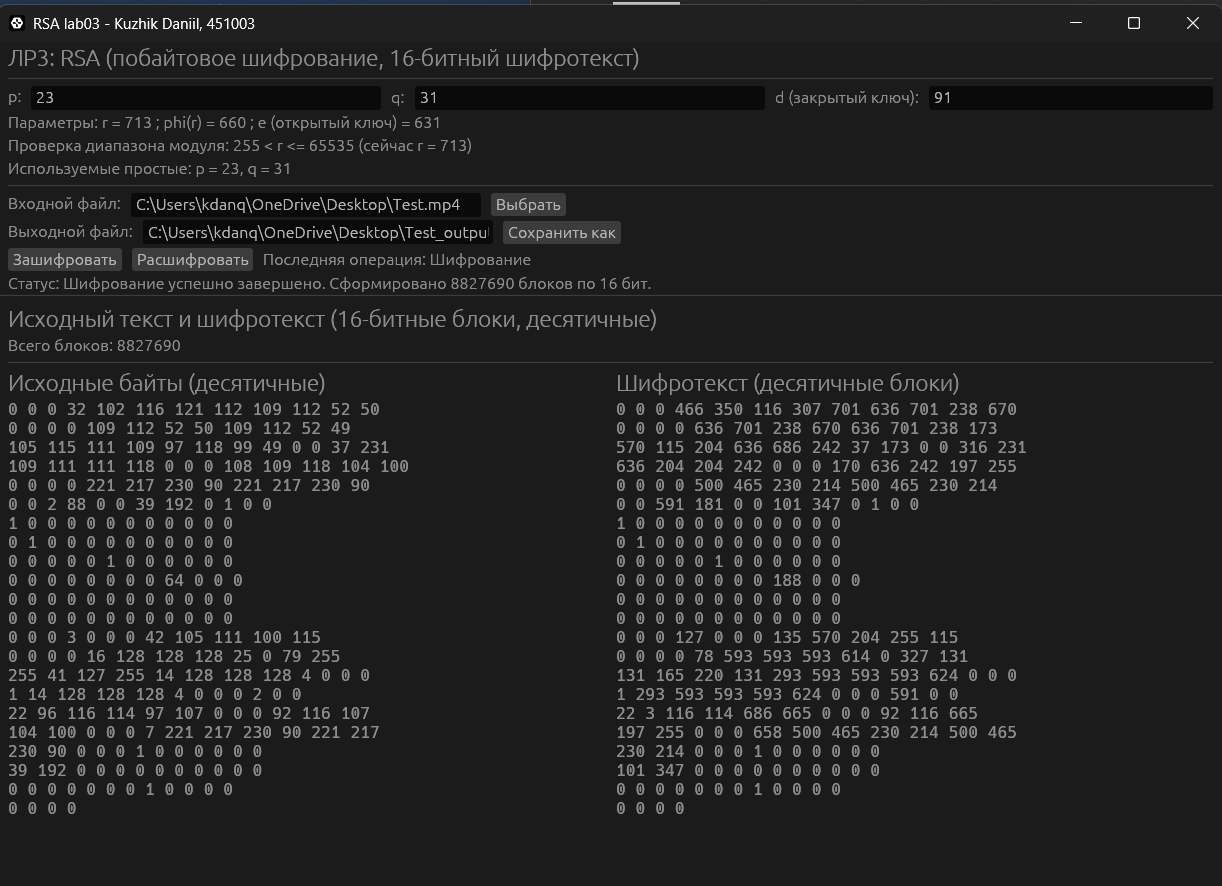 RSA lab03 - Kuzhik Daniil, 451003
ЛР3: RSA (побайтовое шифрование, 16-битный шифротекст)
p: 23 q: 31 d (закрытый ключ): 91
Параметры: r = 713 ; phi(r) = 660 ; e (открытый ключ) = 631
Проверка диапазона модуля: 255 < r <= 65535 (сейчас r = 713)
Используемые простые: p = 23, q = 31
Входной файл: C:\Users\kdanq\OneDrive\Desktop\Test.mp4 Выбрать
Выходной файл: C:\Users\kdanq\OneDrive\Desktop\Test_outpu Сохранить как
Зашифровать Расшифровать Последняя операция: Шифрование
Статус: Шифрование успешно завершено. Сформировано 8827690 блоков по 16 бит.
Исходный текст и шифротекст (16-битные блоки, десятичные)
Всего блоков: 8827690
Исходные байты (десятичные)
0 0 0 32 102 116 121 112 109 112 52 50
0 0 0 0 109 112 52 50 109 112 52 49
105 115 111 109 97 118 99 49 0 0 37 231
109 111 111 118 0 0 0 108 109 118 104 100
0 0 0 0 221 217 230 90 221 217 230 90
0 0 2 88 0 0 39 192 0 1 0 0
1 0 0 0 0 0 0 0 0 0 0 0
0 1 0 0 0 0 0 0 0 0 0 0
0 0 0 0 0 1 0 0 0 0 0 0
0 0 0 0 0 0 0 0 64 0 0 0
0 0 0 0 0 0 0 0 0 0 0 0
0 0 0 0 0 0 0 0 0 0 0 0
0 0 0 3 0 0 0 42 105 111 100 115
0 0 0 0 16 128 128 128 25 0 79 255
255 41 127 255 14 128 128 128 4 0 0 0
1 14 128 128 128 4 0 0 0 2 0 0
22 96 116 114 97 107 0 0 0 92 116 107
104 100 0 0 0 7 221 217 230 90 221 217
230 90 0 0 0 1 0 0 0 0 0 0
39 192 0 0 0 0 0 0 0 0 0 0
0 0 0 0 0 0 0 1 0 0 0 0
0 0 0 0
Шифротекст (десятичные блоки)
0 0 0 466 350 116 307 701 636 701 238 670
0 0 0 0 636 701 238 670 636 701 238 173
570 115 204 636 686 242 37 173 0 0 316 231
636 204 204 242 0 0 0 170 636 242 197 255
0 0 0 0 500 465 230 214 500 465 230 214
0 0 591 181 0 0 101 347 0 1 0 0
1 0 0 0 0 0 0 0 0 0 0 0
0 1 0 0 0 0 0 0 0 0 0 0
0 0 0 0 0 1 0 0 0 0 0 0
0 0 0 0 0 0 0 0 188 0 0 0
0 0 0 0 0 0 0 0 0 0 0 0
0 0 0 0 0 0 0 0 0 0 0 0
0 0 0 127 0 0 0 135 570 204 255 115
0 0 0 0 78 593 593 593 614 0 327 131
131 165 220 131 293 593 593 593 624 0 0 0
1 293 593 593 593 624 0 0 0 591 0 0
22 3 116 114 686 665 0 0 0 92 116 665
197 255 0 0 0 658 500 465 230 214 500 465
230 214 0 0 0 1 0 0 0 0 0 0
101 347 0 0 0 0 0 0 0 0 0 0
0 0 0 0 0 0 0 1 0 0 0 0
0 0 0 0